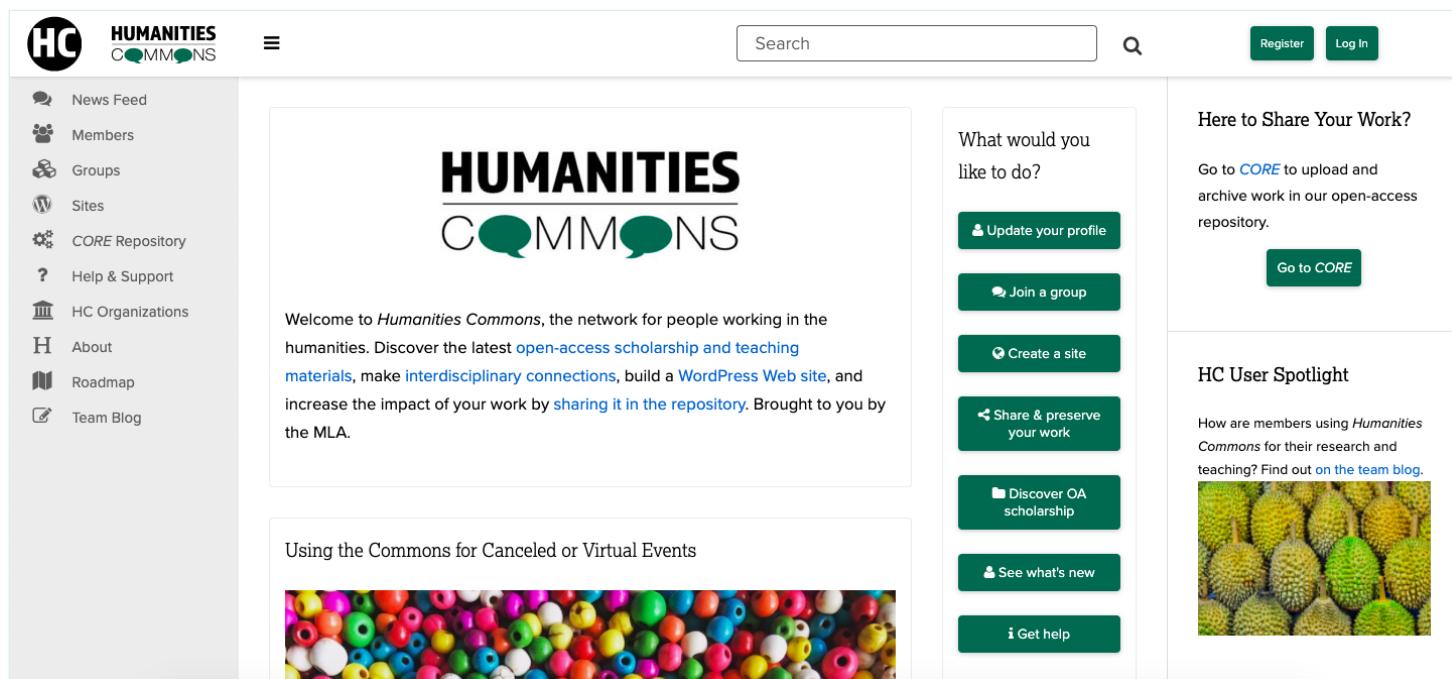 HC
HUMANITIES
COMMONS
Search
Register
Log In
News Feed
Members
Groups
Sites
CORE Repository
Help & Support
HC Organizations
About
Roadmap
Team Blog
HUMANITIES
COMMONS
Welcome to Humanities Commons, the network for people working in the
humanities. Discover the latest open-access scholarship and teaching
materials, make interdisciplinary connections, build a WordPress Web site, and
increase the impact of your work by sharing it in the repository. Brought to you by
the MLA.
Using the Commons for Canceled or Virtual Events
What would you
like to do?
Update your profile
Join a group
Create a site
Share & preserve
your work
Discover OA
scholarship
See what's new
Get help
Here to Share Your Work?
Go to CORE to upload and
archive work in our open-access
repository.
Go to CORE
HC User Spotlight
How are members using Humanities
Commons for their research and
teaching? Find out on the team blog.